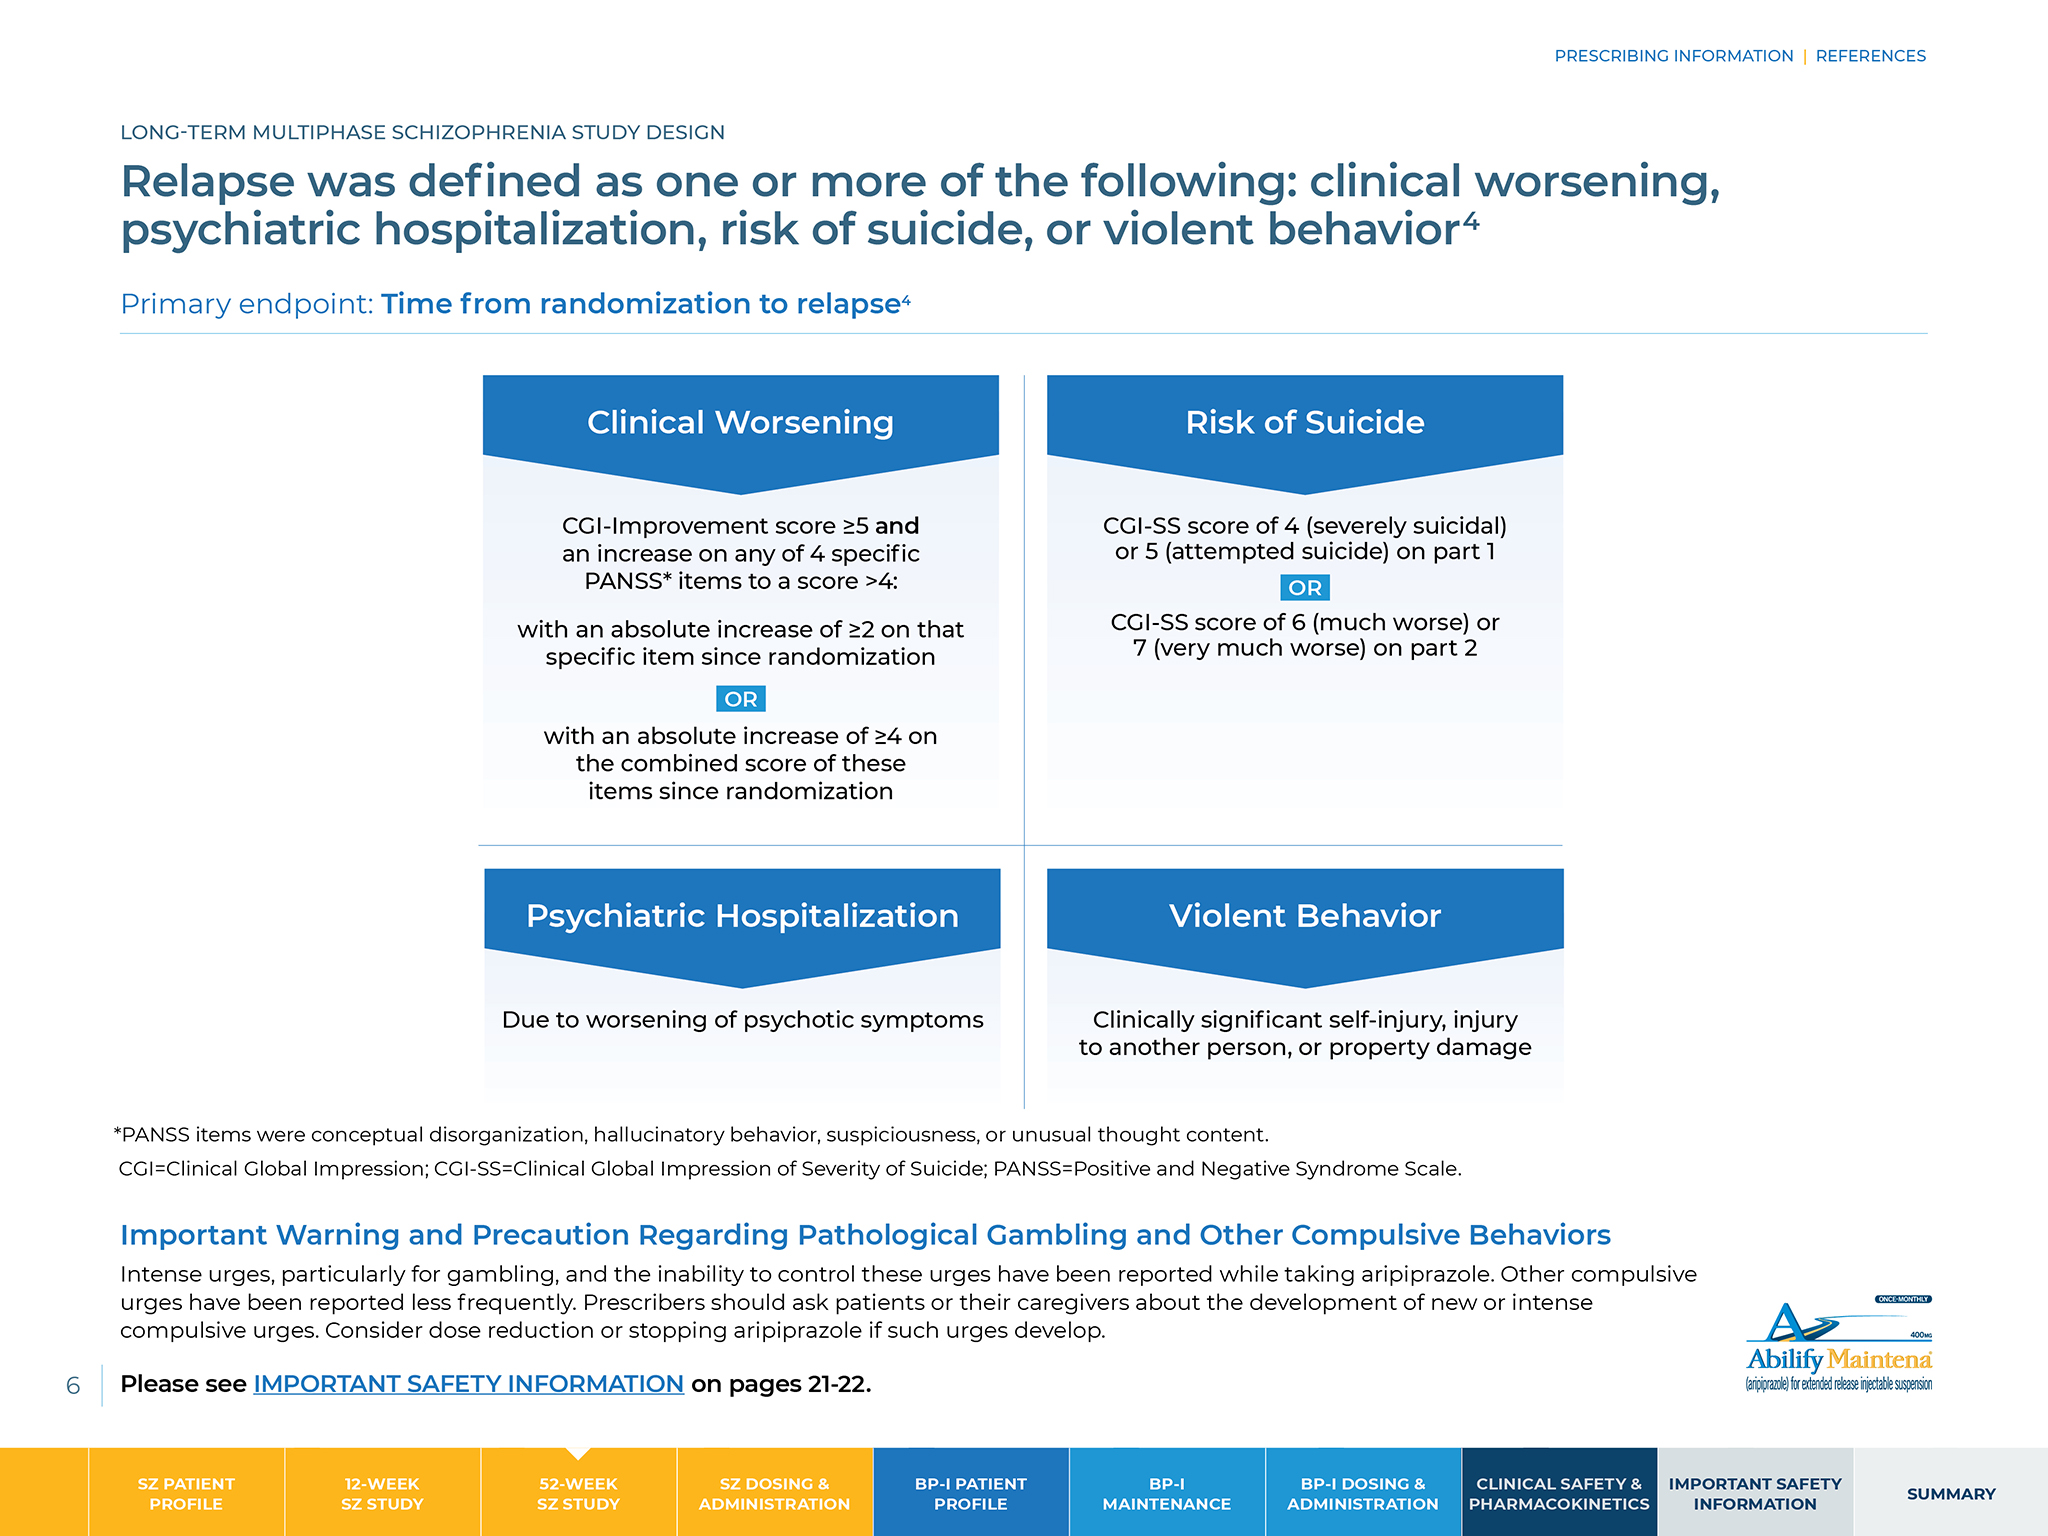 PRESCRIBING INFORMATION | REFERENCES
LONG-TERM MULTIPHASE SCHIZOPHRENIA STUDY DESIGN
Relapse was defined as one or more of the following: clinical worsening,
psychiatric hospitalization, risk of suicide, or violent behavior⁴
Primary endpoint: Time from randomization to relapse⁴
Clinical Worsening
CGI-Improvement score ≥5 and
an increase on any of 4 specific
PANSS* items to a score >4:
with an absolute increase of ≥2 on that
specific item since randomization
OR
with an absolute increase of ≥4 on
the combined score of these
items since randomization
Risk of Suicide
CGI-SS score of 4 (severely suicidal)
or 5 (attempted suicide) on part 1
OR
CGI-SS score of 6 (much worse) or
7 (very much worse) on part 2
Psychiatric Hospitalization
Due to worsening of psychotic symptoms
Violent Behavior
Clinically significant self-injury, injury
to another person, or property damage
*PANSS items were conceptual disorganization, hallucinatory behavior, suspiciousness, or unusual thought content.
CGI=Clinical Global Impression; CGI-SS=Clinical Global Impression of Severity of Suicide; PANSS=Positive and Negative Syndrome Scale.
Important Warning and Precaution Regarding Pathological Gambling and Other Compulsive Behaviors
Intense urges, particularly for gambling, and the inability to control these urges have been reported while taking aripiprazole. Other compulsive
urges have been reported less frequently. Prescribers should ask patients or their caregivers about the development of new or intense
compulsive urges. Consider dose reduction or stopping aripiprazole if such urges develop.
ONCE-MONTHLY
400MG
Abilify Maintena®
(aripiprazole) for extended release injectable suspension
6
Please see IMPORTANT SAFETY INFORMATION on pages 21-22.
SZ PATIENT
PROFILE
12-WEEK
SZ STUDY
52-WEEK
SZ STUDY
SZ DOSING &
ADMINISTRATION
BP-I PATIENT
PROFILE
BP-I
MAINTENANCE
BP-I DOSING &
ADMINISTRATION
CLINICAL SAFETY &
PHARMACOKINETICS
IMPORTANT SAFETY
INFORMATION
SUMMARY